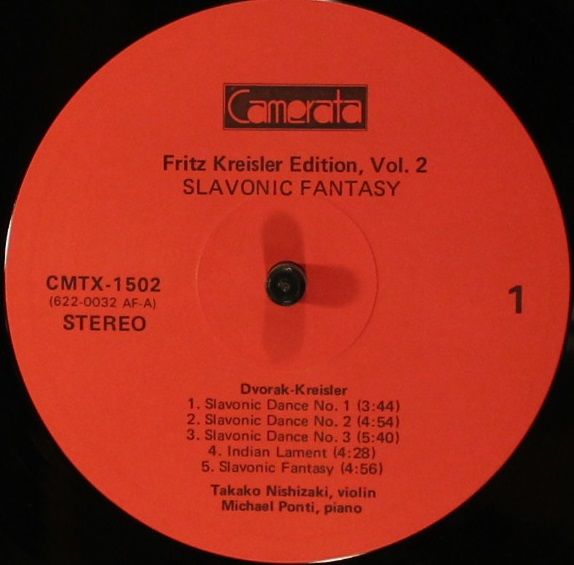 Camerata
Fritz Kreisler Edition, Vol. 2
SLAVONIC FANTASY
CMTX-1502
(622-0032 AF-A)
STEREO
1
Dvorak-Kreisler
1. Slavonic Dance No. 1 (3:44)
2. Slavonic Dance No. 2 (4:54)
3. Slavonic Dance No. 3 (5:40)
4. Indian Lament (4:28)
5. Slavonic Fantasy (4:56)
Takako Nishizaki, violin
Michael Ponti, piano